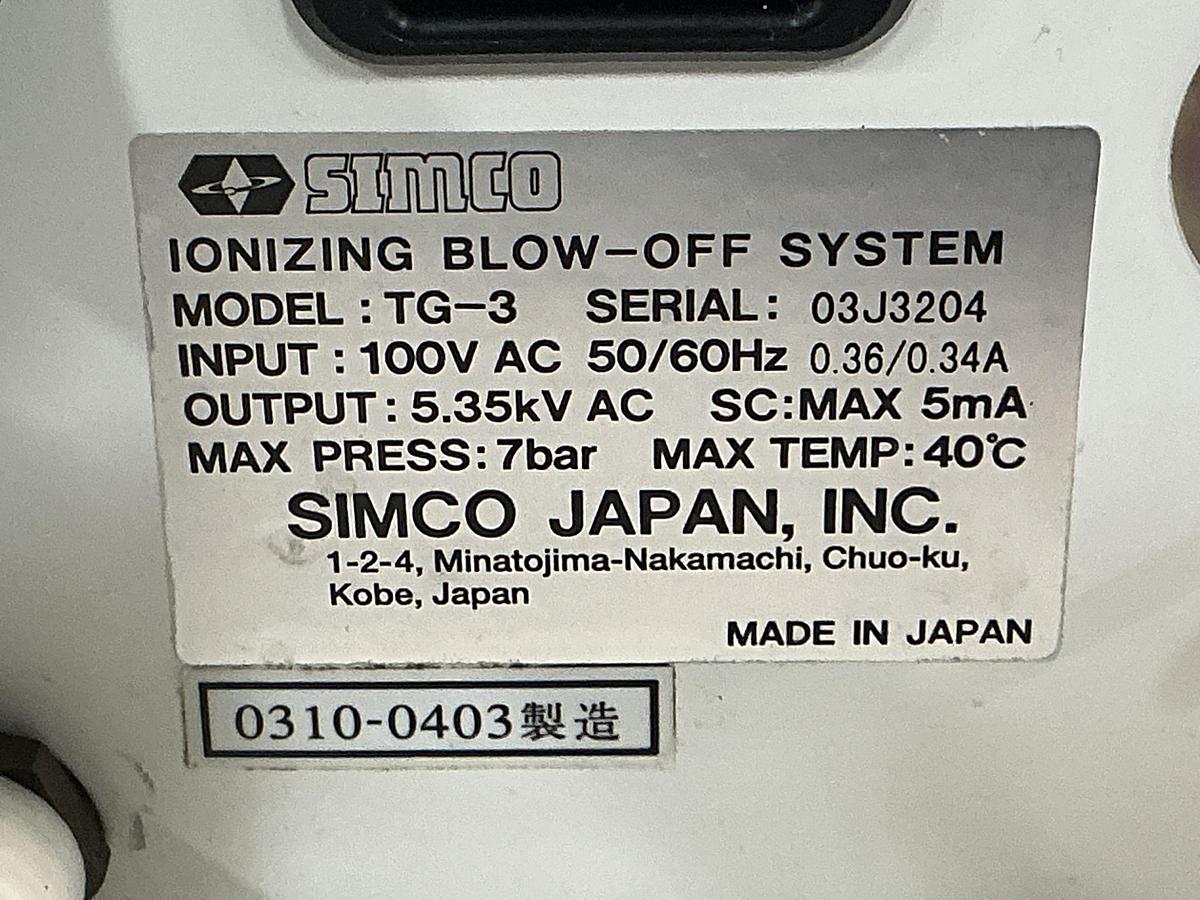 SIMCO
IONIZING BLOW-OFF SYSTEM
MODEL : TG-3 SERIAL: 03J3204
INPUT : 100V AC 50/60Hz 0.36/0.34A
OUTPUT: 5.35kV AC SC:MAX 5mA
MAX PRESS:7bar MAX TEMP:40℃
SIMCO JAPAN, INC.
1-2-4, Minatojima-Nakamachi, Chuo-ku,
Kobe, Japan
MADE IN JAPAN
0310-0403製造